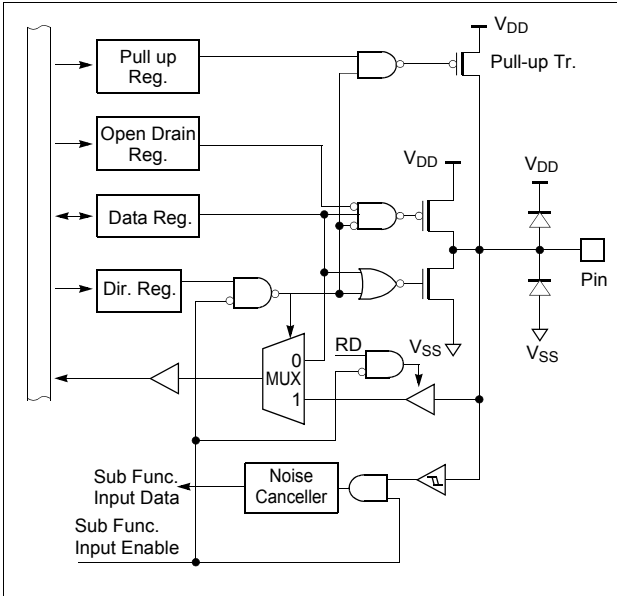 VDD
Pull up
Reg.
Pull-up Tr.
Open Drain
Reg.
VDD
VDD
Data Reg.
Dir. Reg.
Pin
RD
VSS
VSS
0
MUX
1
Sub Func.
Input Data
Noise
Canceller
Sub Func.
Input Enable